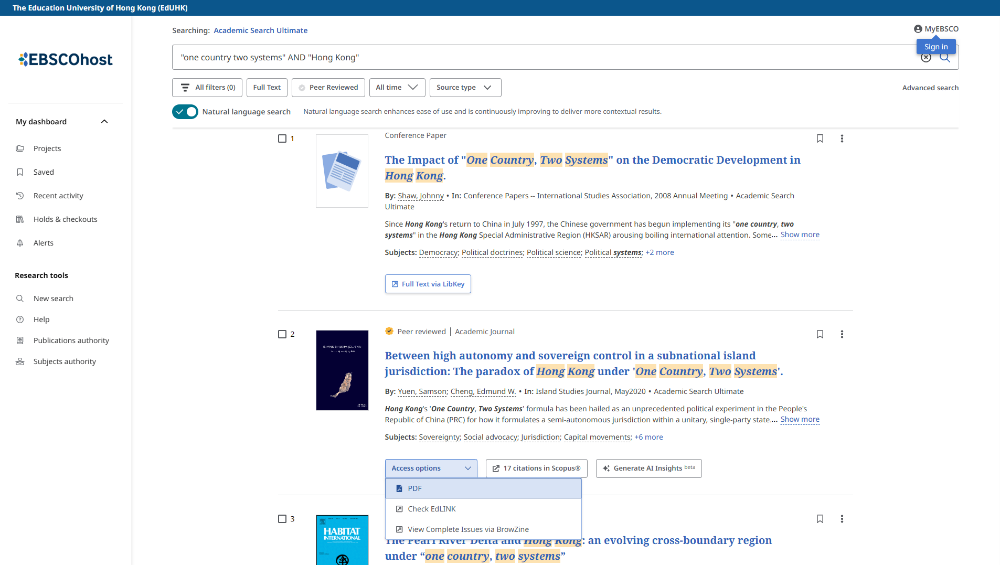 The Education University of Hong Kong (EdUHK)
Searching: Academic Search Ultimate
MyEBSCO
Sign in
EBSCOhost
"one country two systems" AND "Hong Kong"
All filters (0)
Full Text
Peer Reviewed
All time
Source type
Advanced search
Natural language search
Natural language search enhances ease of use and is continuously improving to deliver more contextual results.
My dashboard
Projects
Saved
Recent activity
Holds & checkouts
Alerts
Research tools
New search
Help
Publications authority
Subjects authority
1
Conference Paper
The Impact of "One Country, Two Systems" on the Democratic Development in
Hong Kong.
By: Shaw, Johnny • In: Conference Papers -- International Studies Association, 2008 Annual Meeting • Academic Search
Ultimate
Since Hong Kong's return to China in July 1997, the Chinese government has begun implementing its "one country, two
systems" in the Hong Kong Special Administrative Region (HKSAR) arousing boiling international attention. Some... Show more
Subjects: Democracy; Political doctrines; Political science; Political systems; +2 more
Full Text via LibKey
2
ISLAND STUDIES JOURNAL
Peer reviewed | Academic Journal
Between high autonomy and sovereign control in a subnational island
jurisdiction: The paradox of Hong Kong under 'One Country, Two Systems'.
By: Yuen, Samson; Cheng, Edmund W. • In: Island Studies Journal, May2020 • Academic Search Ultimate
Hong Kong's 'One Country, Two Systems' formula has been hailed as an unprecedented political experiment in the People's
Republic of China (PRC) for how it formulates a semi-autonomous jurisdiction within a unitary, single-party state.... Show more
Subjects: Sovereignty; Social advocacy; Jurisdiction; Capital movements; +6 more
Access options
17 citations in Scopus®
Generate AI Insights beta
PDF
Check EdLINK
View Complete Issues via BrowZine
3
HABITAT
INTERNATIONAL
The Pearl River Delta and Hong Kong: an evolving cross-boundary region
under “one country, two systems”